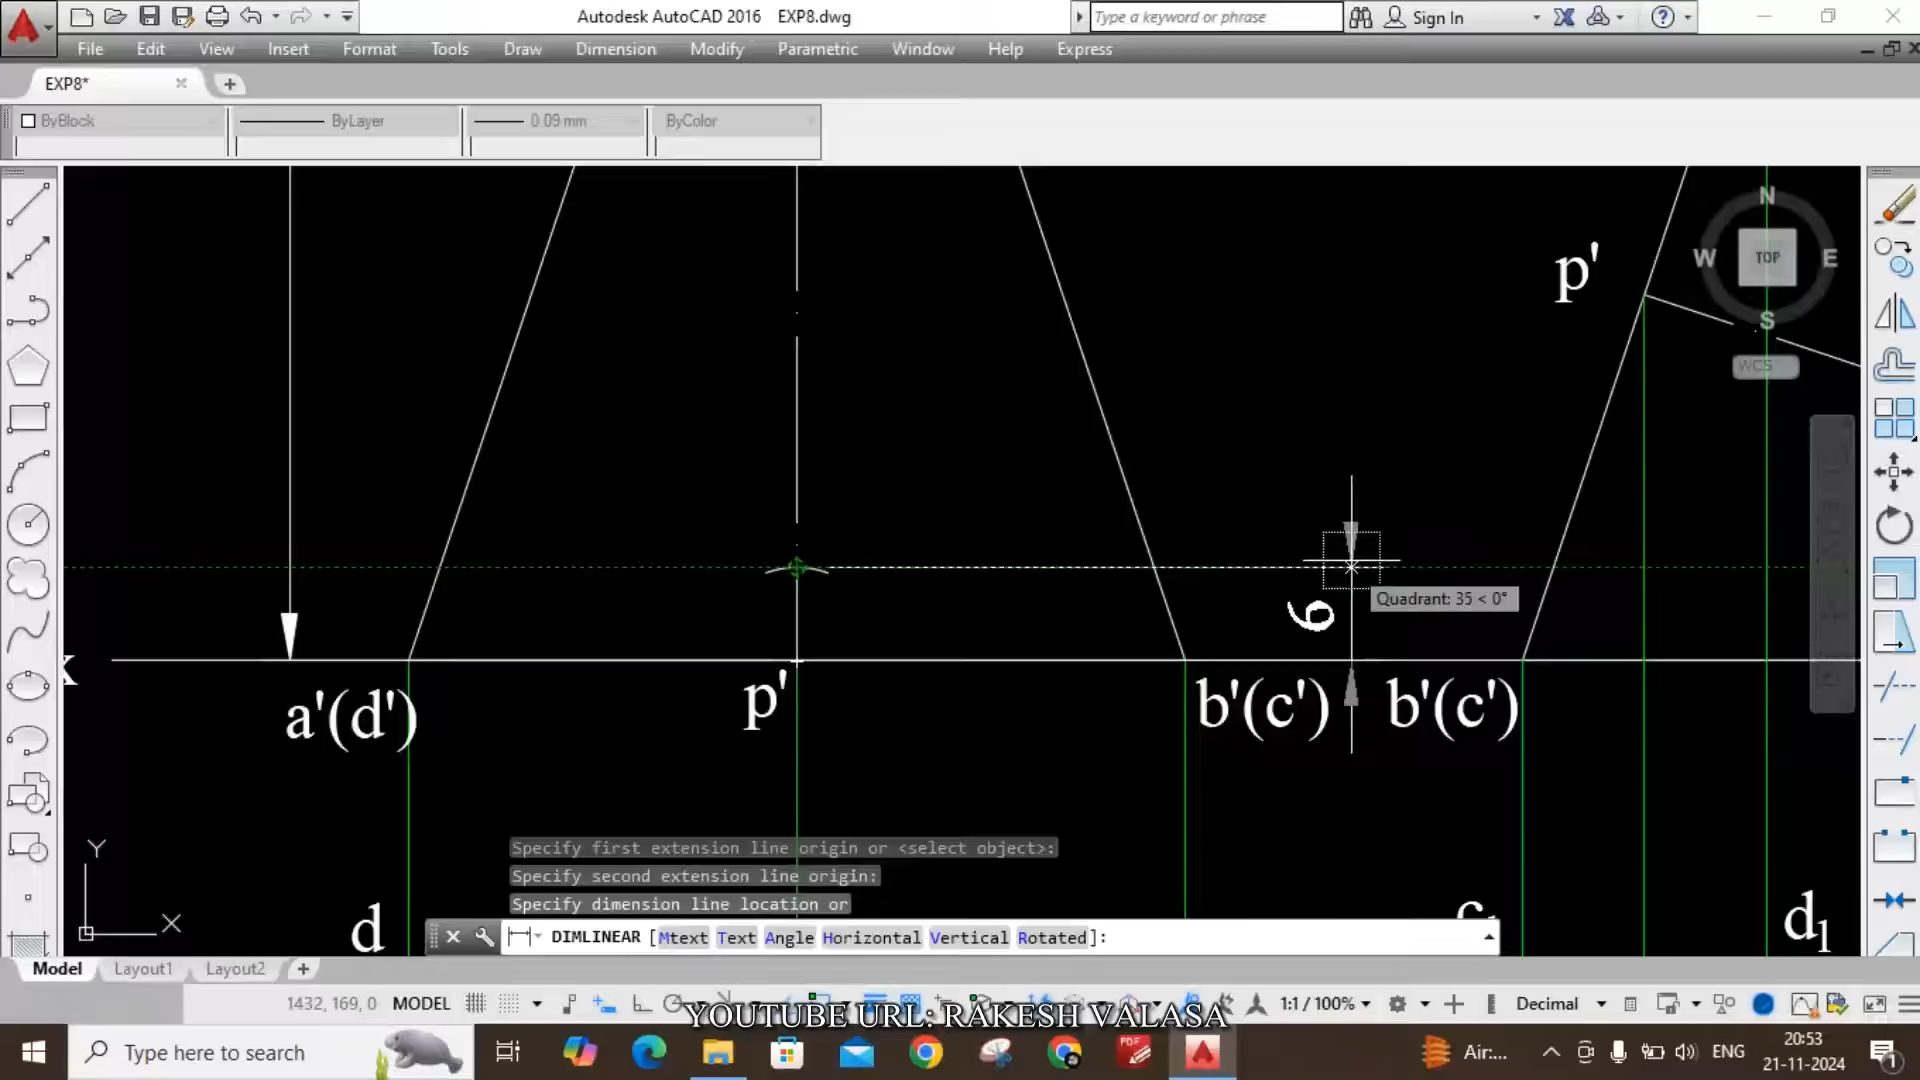 Autodesk AutoCAD 2016 EXP8.dwg
Type a keyword or phrase
Sign In
File Edit View Insert Format Tools Draw Dimension Modify Parametric Window Help Express
EXP8*
ByBlock ByLayer 0.09 mm ByColor
N
W TOP E
S
WCS
p'
6
Quadrant: 35 < 0°
X
a'(d') p' b'(c') b'(c')
Y
X
d d1
Specify first extension line origin or <select object>:
Specify second extension line origin:
Specify dimension line location or
DIMLINEAR [Mtext Text Angle Horizontal Vertical Rotated]:
Model Layout1 Layout2
1432, 169, 0 MODEL 1:1 / 100% Decimal
YOUTUBE URL: RAKESH VALASA
Type here to search
PDF
Air:...
ENG
20:53
21-11-2024
1